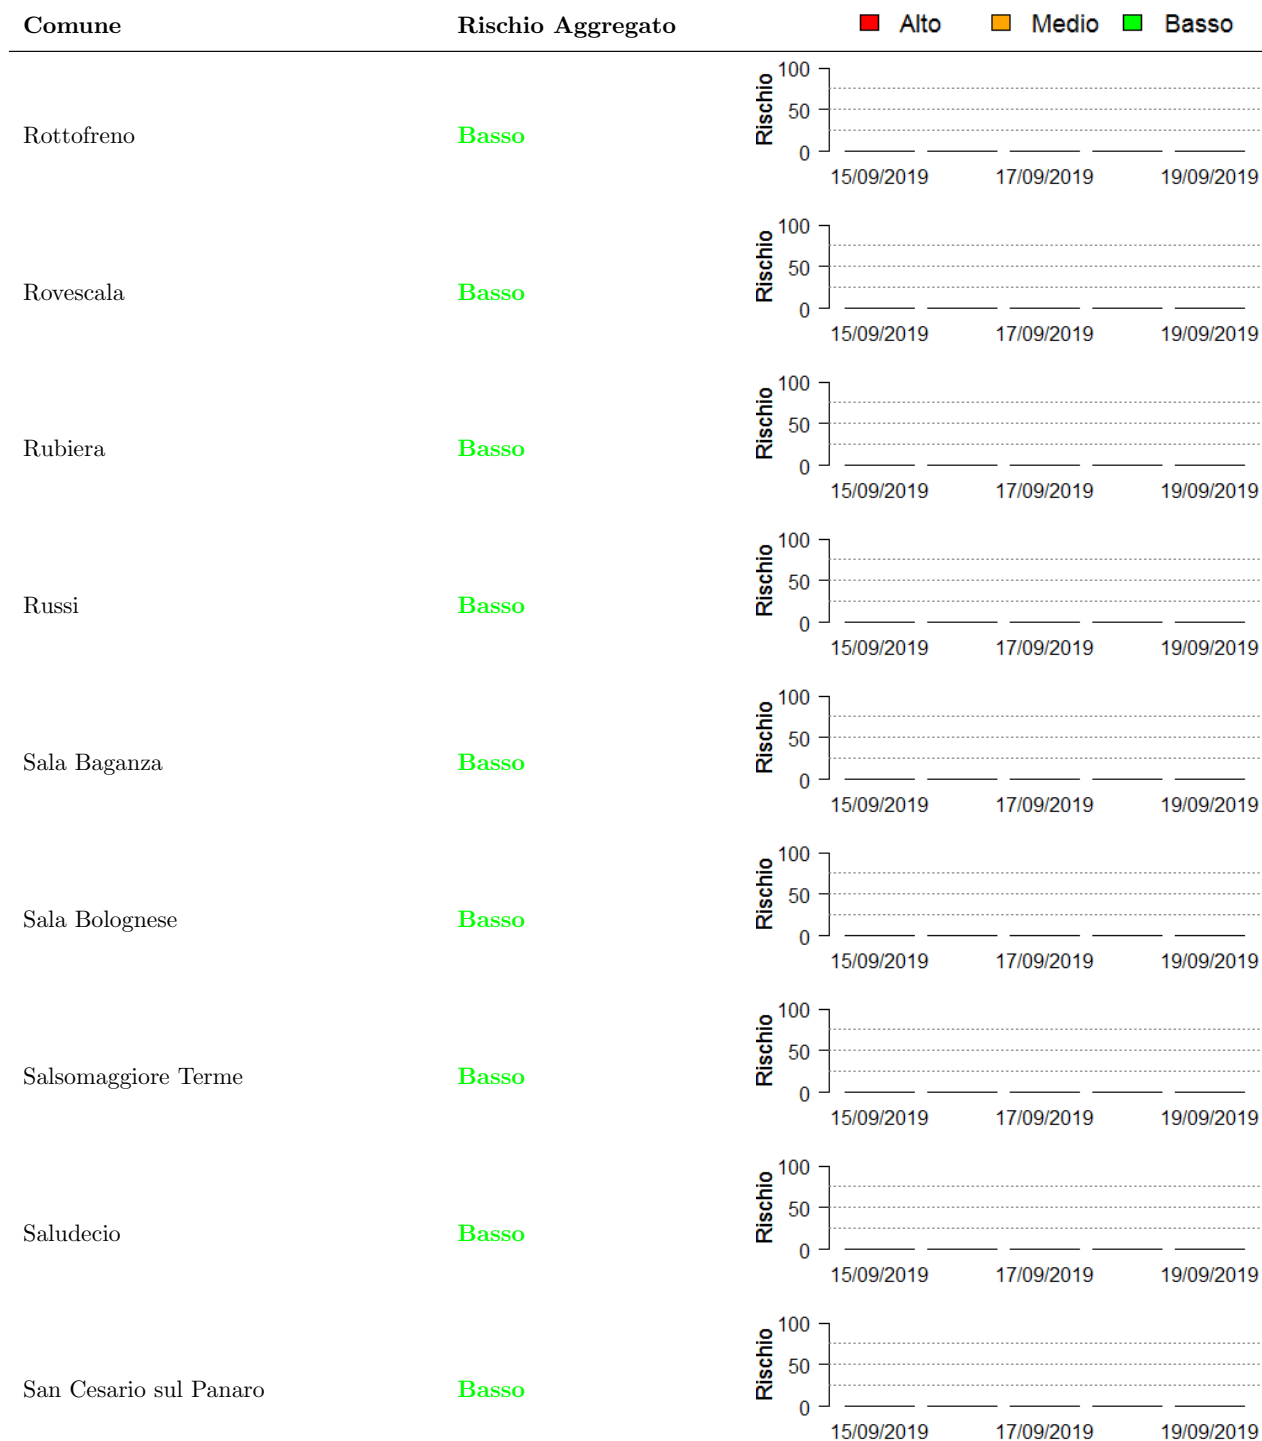 Comune Rischio Aggregato Alto Medio Basso
100
50
0
Rischio
Rottofreno Basso
15/09/2019 17/09/2019 19/09/2019
100
50
0
Rischio
Rovescala Basso
15/09/2019 17/09/2019 19/09/2019
100
50
0
Rischio
Rubiera Basso
15/09/2019 17/09/2019 19/09/2019
100
50
0
Rischio
Russi Basso
15/09/2019 17/09/2019 19/09/2019
100
50
0
Rischio
Sala Baganza Basso
15/09/2019 17/09/2019 19/09/2019
100
50
0
Rischio
Sala Bolognese Basso
15/09/2019 17/09/2019 19/09/2019
100
50
0
Rischio
Salsomaggiore Terme Basso
15/09/2019 17/09/2019 19/09/2019
100
50
0
Rischio
Saludecio Basso
15/09/2019 17/09/2019 19/09/2019
100
50
0
Rischio
San Cesario sul Panaro Basso
15/09/2019 17/09/2019 19/09/2019